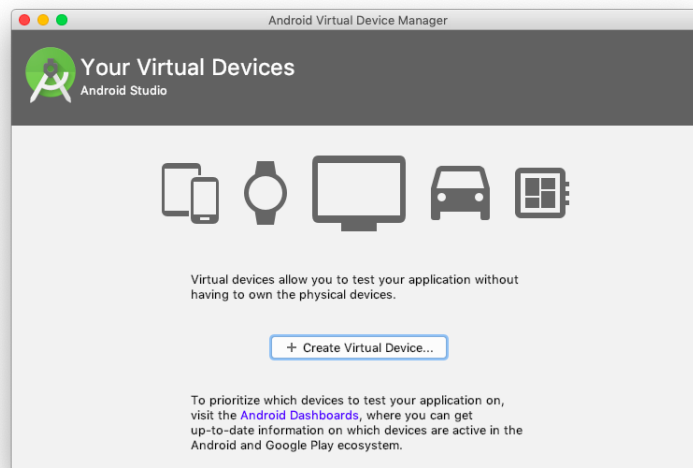 Android Virtual Device Manager
Your Virtual Devices
Android Studio
Virtual devices allow you to test your application without
having to own the physical devices.
+ Create Virtual Device...
To prioritize which devices to test your application on,
visit the Android Dashboards, where you can get
up-to-date information on which devices are active in the
Android and Google Play ecosystem.